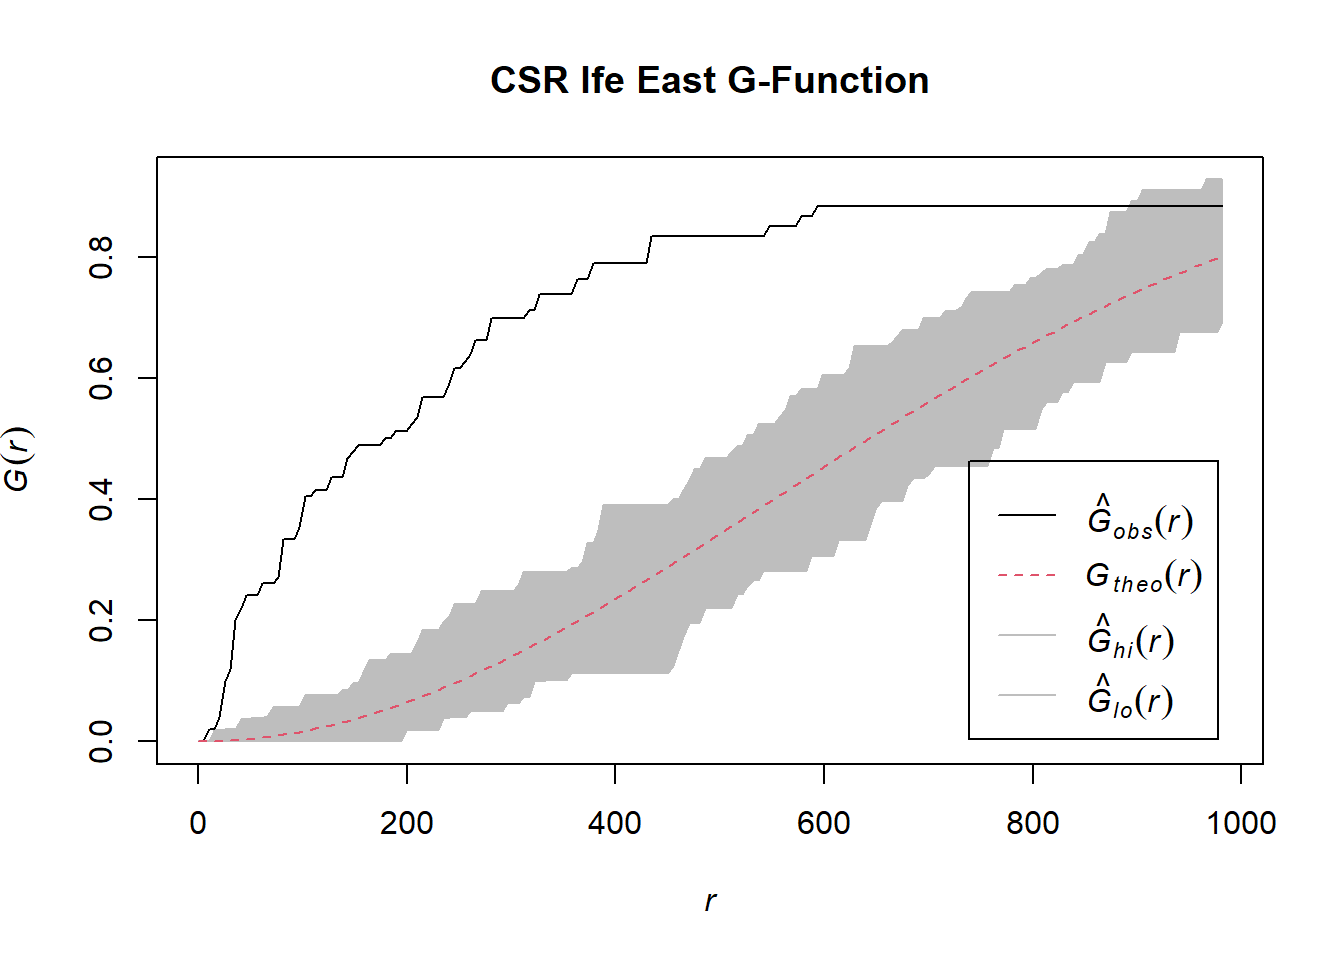 CSR Ife East G-Function
G(r)
0.0
0.2
0.4
0.6
0.8
Ĝobs(r)
Gtheo(r)
Ĝhi(r)
Ĝlo(r)
0 200 400 600 800 1000
r